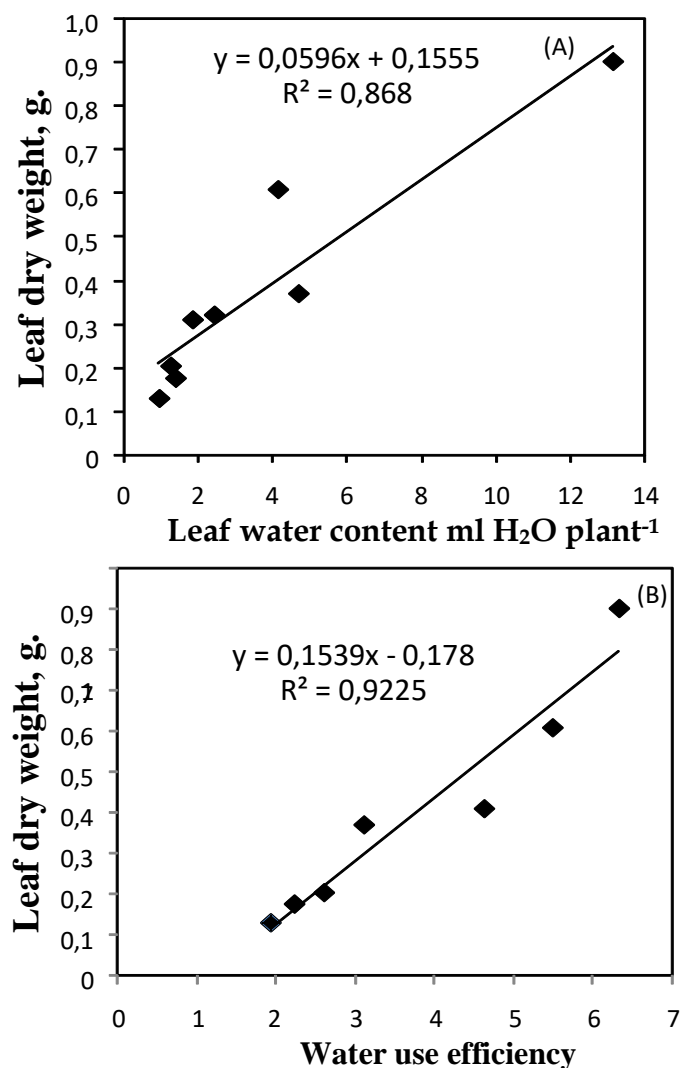 1,0
(A)
y = 0,0596x + 0,1555
R² = 0,868
0,9
0,8
0,7
0,6
0,5
0,4
0,3
0,2
0,1
0
Leaf dry weight, g.
0 2 4 6 8 10 12 14
Leaf water content ml H₂O plant⁻¹
(B)
y = 0,1539x - 0,178
R² = 0,9225
0,9
0,8
0,7
0,6
0,5
0,4
0,3
0,2
0,1
0
Leaf dry weight, g.
0 1 2 3 4 5 6 7
Water use efficiency